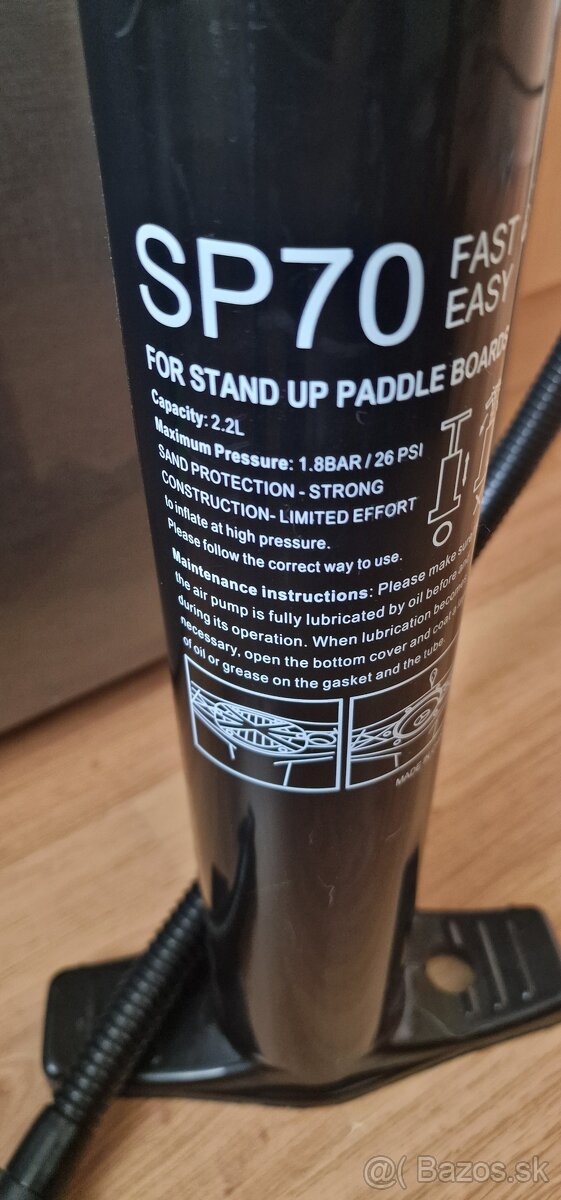 SP70 FAST
EASY
FOR STAND UP PADDLE BOARDS
Capacity: 2.2L
Maximum Pressure: 1.8BAR / 26 PSI
SAND PROTECTION - STRONG
CONSTRUCTION- LIMITED EFFORT
to inflate at high pressure.
Please follow the correct way to use.
Maintenance instructions: Please make sure
the air pump is fully lubricated by oil before
during its operation. When lubrication becomes
necessary, open the bottom cover and coat a
of oil or grease on the gasket and the tube.
MADE IN
@( Bazos.sk